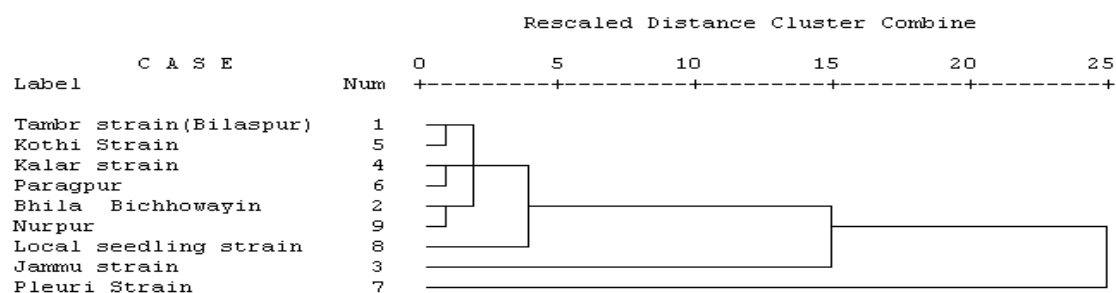 Rescaled Distance Cluster Combine
C A S E 0 5 10 15 20 25
Label Num +---------+---------+---------+---------+---------+
Tambr strain(Bilaspur) 1
Kothi Strain 5
Kalar strain 4
Paragpur 6
Bhila Bichhowayin 2
Nurpur 9
Local seedling strain 8
Jammu strain 3
Pleuri Strain 7